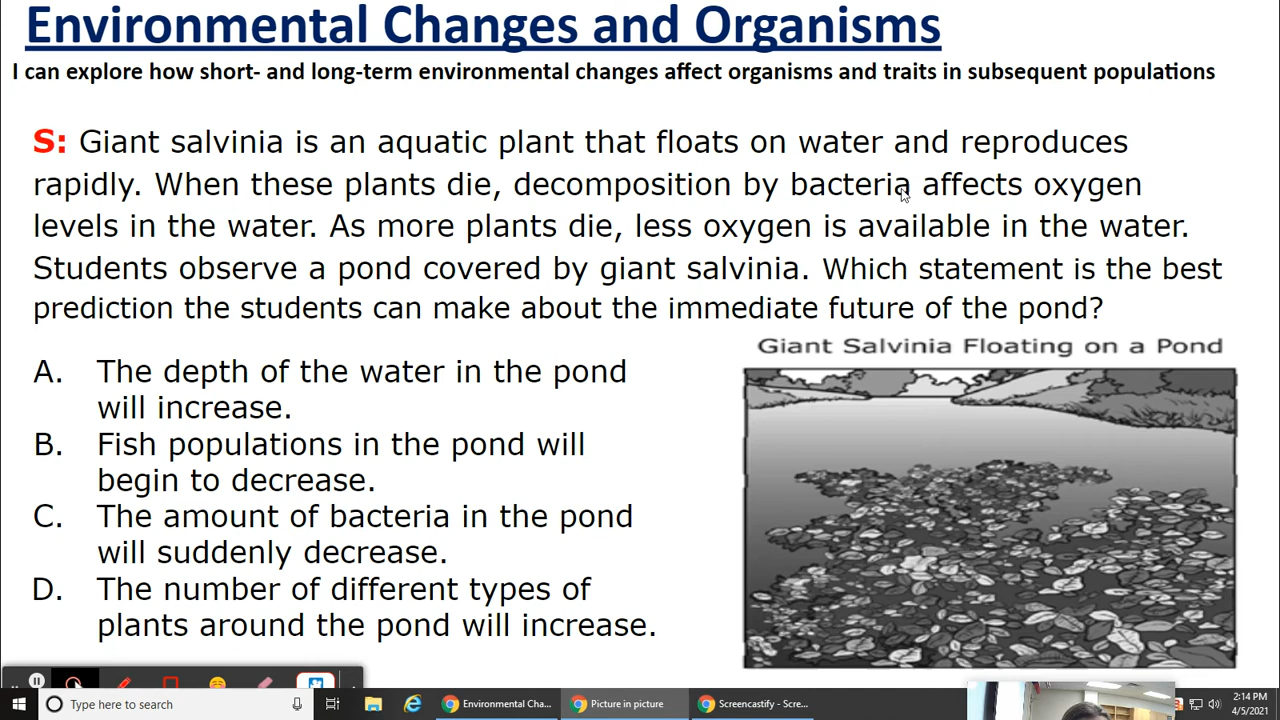 Environmental Changes and Organisms
I can explore how short- and long-term environmental changes affect organisms and traits in subsequent populations
S: Giant salvinia is an aquatic plant that floats on water and reproduces
rapidly. When these plants die, decomposition by bacteria affects oxygen
levels in the water. As more plants die, less oxygen is available in the water.
Students observe a pond covered by giant salvinia. Which statement is the best
prediction the students can make about the immediate future of the pond?
Giant Salvinia Floating on a Pond
A. The depth of the water in the pond
will increase.
B. Fish populations in the pond will
begin to decrease.
C. The amount of bacteria in the pond
will suddenly decrease.
D. The number of different types of
plants around the pond will increase.
Type here to search
Environmental Cha...
Picture in picture
Screencastify - Scre...
2:14 PM
4/5/2021